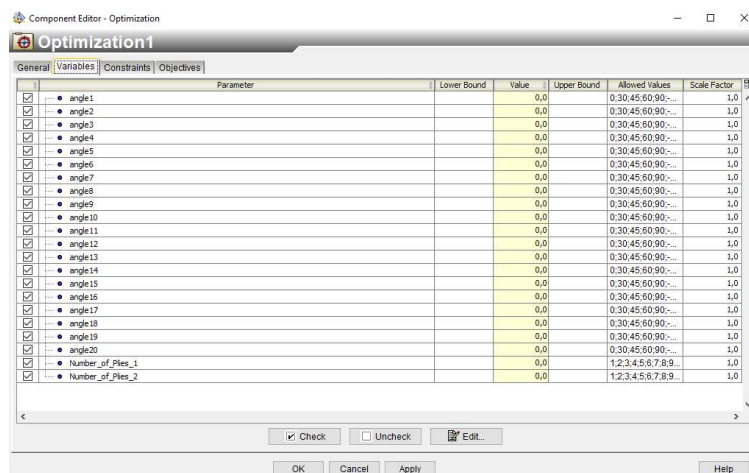 Component Editor - Optimization
Optimization1
General Variables Constraints Objectives
Parameter Lower Bound Value Upper Bound Allowed Values Scale Factor
angle1 0,0 0;30;45;60;90;-... 1,0
angle2 0,0 0;30;45;60;90;-... 1,0
angle3 0,0 0;30;45;60;90;-... 1,0
angle4 0,0 0;30;45;60;90;-... 1,0
angle5 0,0 0;30;45;60;90;-... 1,0
angle6 0,0 0;30;45;60;90;-... 1,0
angle7 0,0 0;30;45;60;90;-... 1,0
angle8 0,0 0;30;45;60;90;-... 1,0
angle9 0,0 0;30;45;60;90;-... 1,0
angle10 0,0 0;30;45;60;90;-... 1,0
angle11 0,0 0;30;45;60;90;-... 1,0
angle12 0,0 0;30;45;60;90;-... 1,0
angle13 0,0 0;30;45;60;90;-... 1,0
angle14 0,0 0;30;45;60;90;-... 1,0
angle15 0,0 0;30;45;60;90;-... 1,0
angle16 0,0 0;30;45;60;90;-... 1,0
angle17 0,0 0;30;45;60;90;-... 1,0
angle18 0,0 0;30;45;60;90;-... 1,0
angle19 0,0 0;30;45;60;90;-... 1,0
angle20 0,0 0;30;45;60;90;-... 1,0
Number_of_Plies_1 0,0 1;2;3;4;5;6;7;8;9... 1,0
Number_of_Plies_2 0,0 1;2;3;4;5;6;7;8;9... 1,0
Check Uncheck Edit...
OK Cancel Apply Help